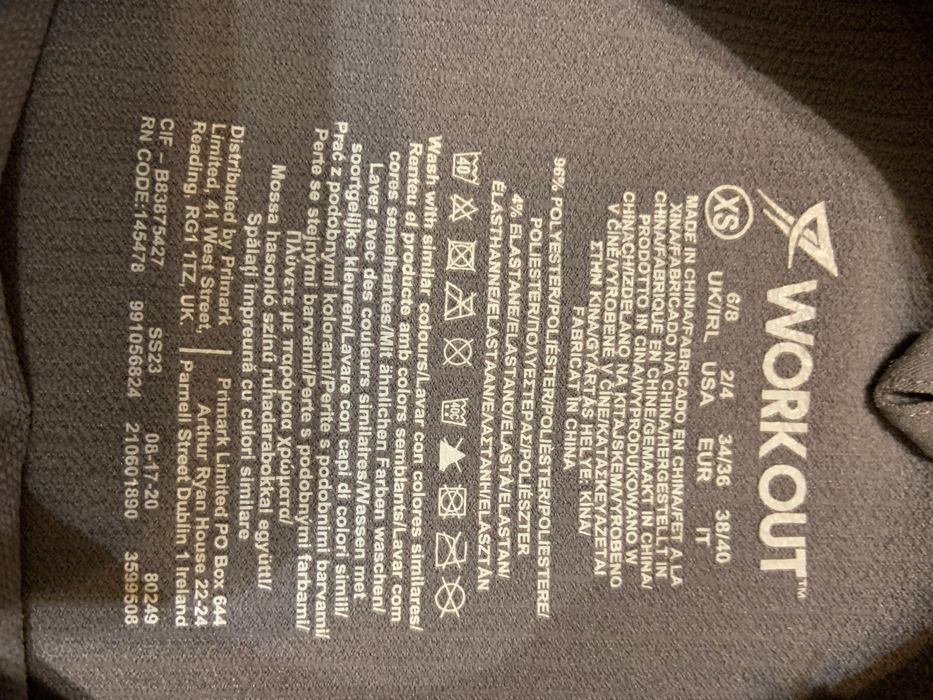 WORKOUT™
XS
6/8 2/4 34/36 38/40
UK/IRL USA EUR IT
MADE IN CHINA/FABRICADO EN CHINA/FET A LA
XINA/FABRICADO NA CHINA/HERGESTELLT IN
CHINA/FABRIQUÉ EN CHINE/GEMAAKT IN CHINA/
PRODOTTO IN CINA/WYPRODUKOWANO W
CHINACH/IZDELANO NA KITAJSKEM/VYROBENO
V ČÍNĚ/VYROBENÉ V ČÍNE/ΚΑΤΑΣΚΕΥΑΖΕΤΑΙ
ΣΤΗΝ ΚΙΝΑ/GYÁRTÁS HELYE: KÍNA/
FABRICAT ÎN CHINA
96% POLYESTER/POLIÉSTER/POLIÈSTER/POLIESTERE/
POLIESTER/ΠΟΛΥΕΣΤΕΡΑΣ/POLIÉSZTER
4% ELASTANE/ELASTANO/ELASTÀ/ELASTAN/
ÉLASTHANNE/ELASTAAN/ΕΛΑΣΤΑΝΗ/ELASZTÁN
40 40°
Wash with similar colours/Lavar con colores similares/
Renteu el producte amb colors semblants/Lavar com
cores semelhantes/Mit ähnlichen Farben waschen/
Laver avec des couleurs similaires/Wassen met
soortgelijke kleuren/Lavare con capi di colori simili/
Prać z podobnymi kolorami/Perite s podobnimi barvami/
Perte se stejnými barvami/Perte s podobnými farbami/
Πλένετε με παρόμοια χρώματα/
Mossa hasonló színű ruhadarabokkal együtt/
Spălați împreună cu culori similare
Distributed by Primark Primark Limited PO Box 644
Limited, 41 West Street, Arthur Ryan House 22-24
Reading, RG1 1TZ, UK. Parnell Street Dublin 1 Ireland
CIF – B83875427 SS23 08-17-20 80249
RN CODE:145478 991056824 210601890 3599508